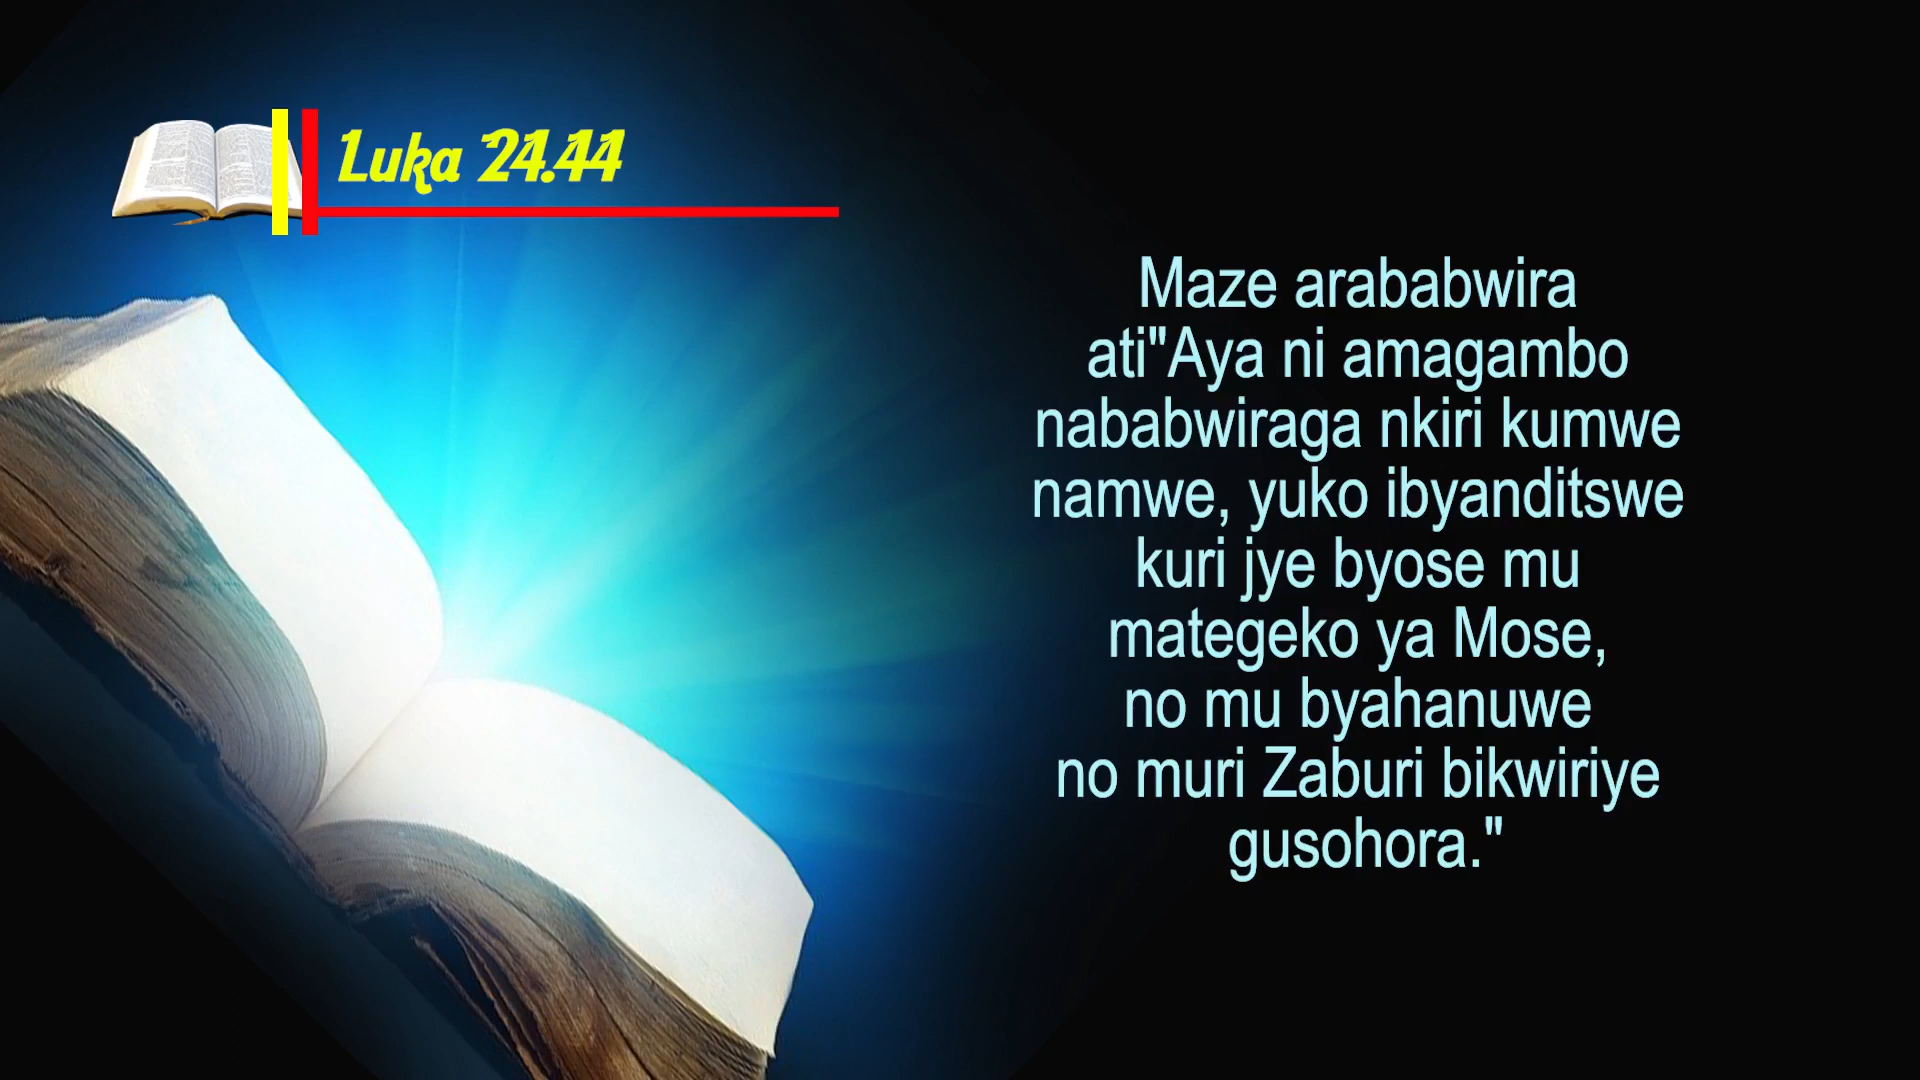 Luka 24.44
Maze arababwira
ati"Aya ni amagambo
nababwiraga nkiri kumwe
namwe, yuko ibyanditswe
kuri jye byose mu
mategeko ya Mose,
no mu byahanuwe
no muri Zaburi bikwiriye
gusohora."